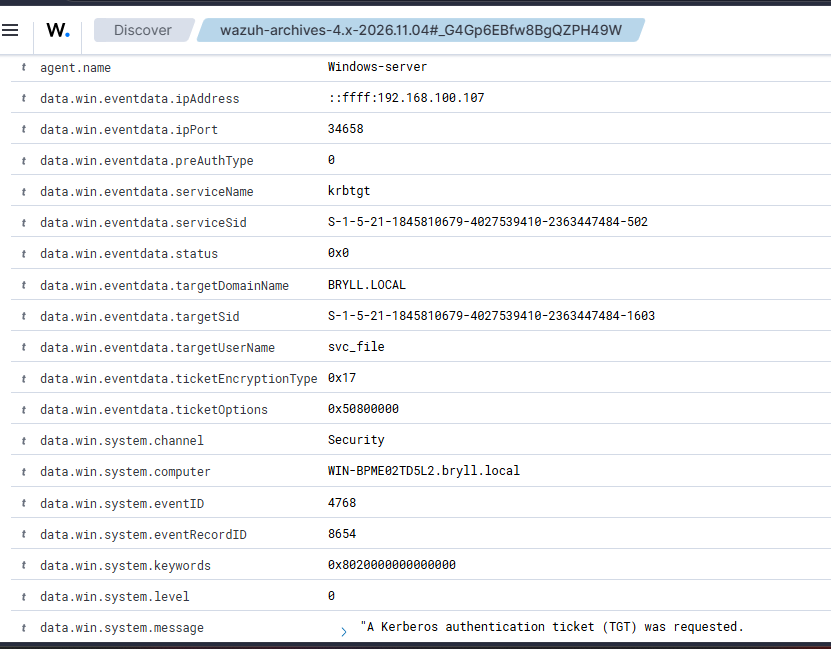 W. Discover wazuh-archives-4.x-2026.11.04#_G4Gp6EBfw8BgQZPH49W
t agent.name Windows-server
t data.win.eventdata.ipAddress ::ffff:192.168.100.107
t data.win.eventdata.ipPort 34658
t data.win.eventdata.preAuthType 0
t data.win.eventdata.serviceName krbtgt
t data.win.eventdata.serviceSid S-1-5-21-1845810679-4027539410-2363447484-502
t data.win.eventdata.status 0x0
t data.win.eventdata.targetDomainName BRYLL.LOCAL
t data.win.eventdata.targetSid S-1-5-21-1845810679-4027539410-2363447484-1603
t data.win.eventdata.targetUserName svc_file
t data.win.eventdata.ticketEncryptionType 0x17
t data.win.eventdata.ticketOptions 0x50800000
t data.win.system.channel Security
t data.win.system.computer WIN-BPME02TD5L2.bryll.local
t data.win.system.eventID 4768
t data.win.system.eventRecordID 8654
t data.win.system.keywords 0x8020000000000000
t data.win.system.level 0
t data.win.system.message "A Kerberos authentication ticket (TGT) was requested.